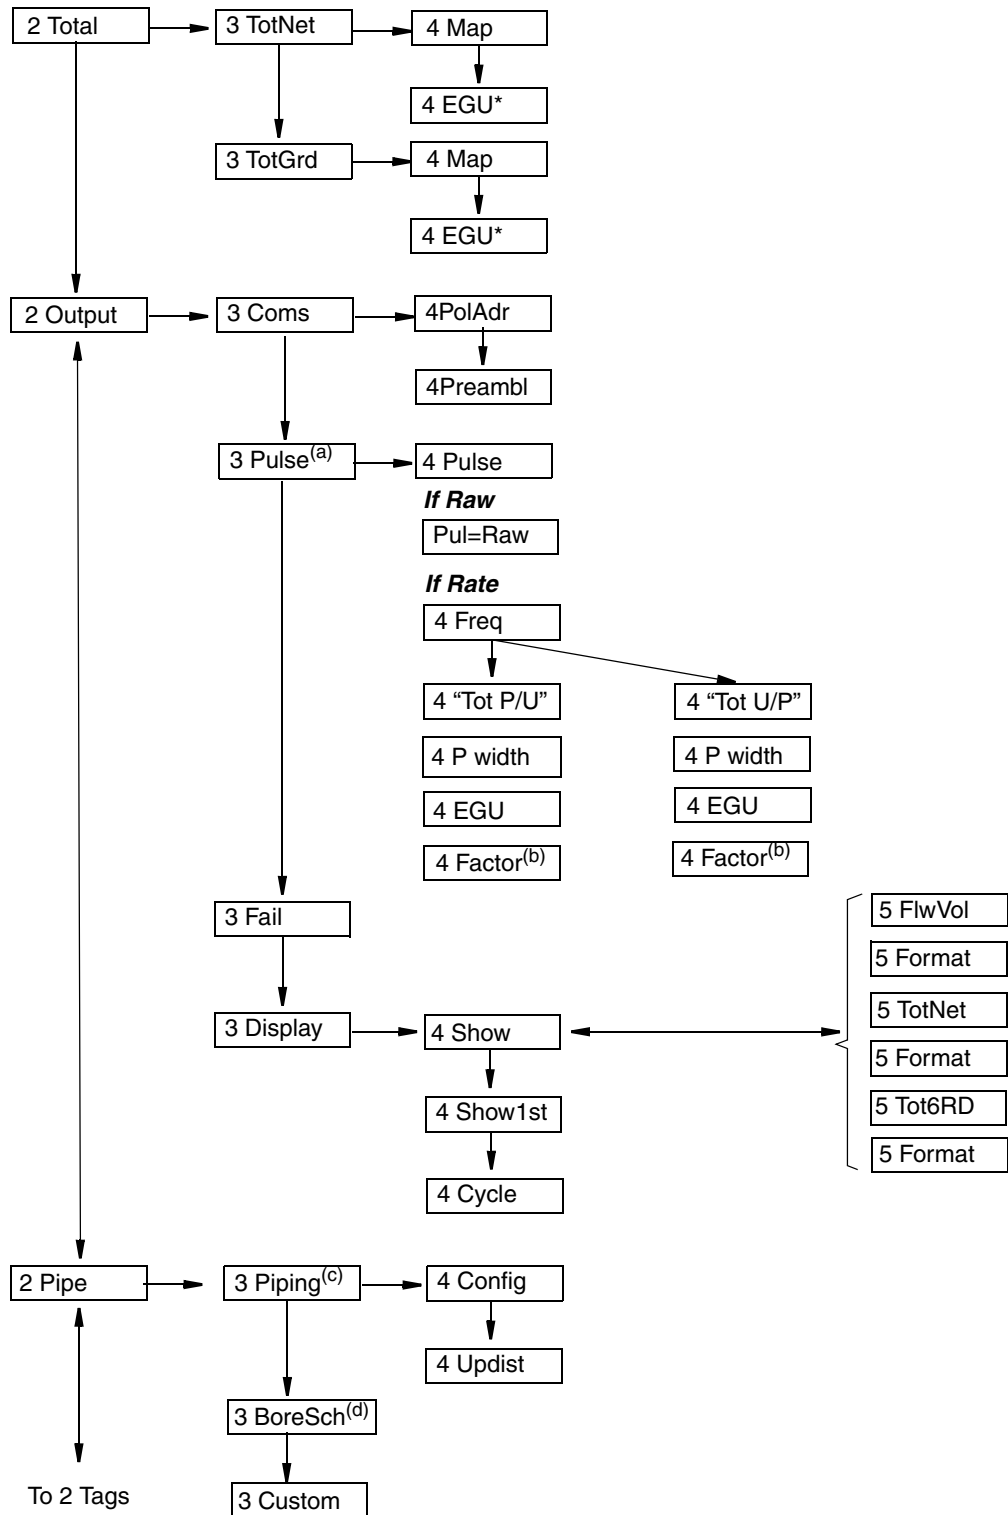 2 Total
3 TotNet
4 Map
4 EGU*
3 TotGrd
4 Map
4 EGU*
2 Output
3 Coms
4PolAdr
4Preambl
3 Pulse(a)
4 Pulse
If Raw
Pul=Raw
If Rate
4 Freq
4 “Tot P/U”
4 “Tot U/P”
4 P width
4 P width
4 EGU
4 EGU
4 Factor(b)
4 Factor(b)
3 Fail
5 FlwVol
5 Format
3 Display
4 Show
5 TotNet
5 Format
4 Show1st
5 Tot6RD
5 Format
4 Cycle
2 Pipe
3 Piping(c)
4 Config
4 Updist
3 BoreSch(d)
To 2 Tags
3 Custom